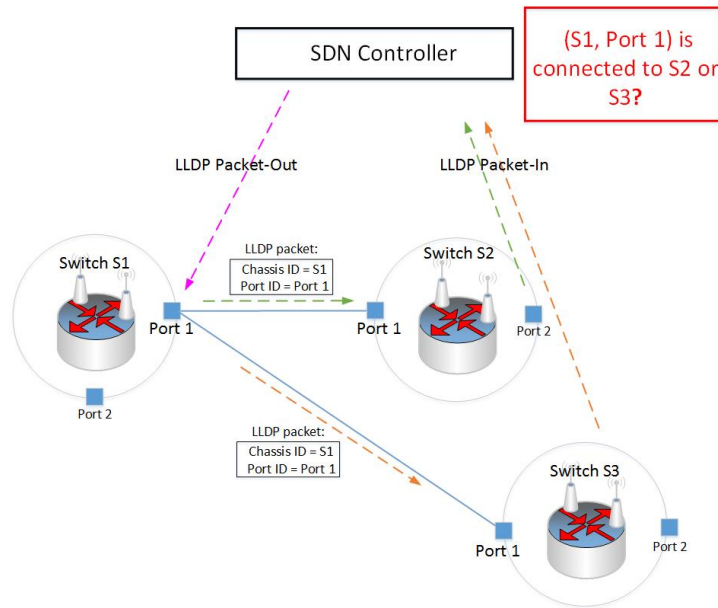 SDN Controller
(S1, Port 1) is
connected to S2 or
S3?
LLDP Packet-Out
LLDP Packet-In
LLDP packet:
Chassis ID = S1
Port ID = Port 1
Switch S1
Switch S2
Port 1
Port 1
Port 2
Port 2
LLDP packet:
Chassis ID = S1
Port ID = Port 1
Switch S3
Port 1
Port 2